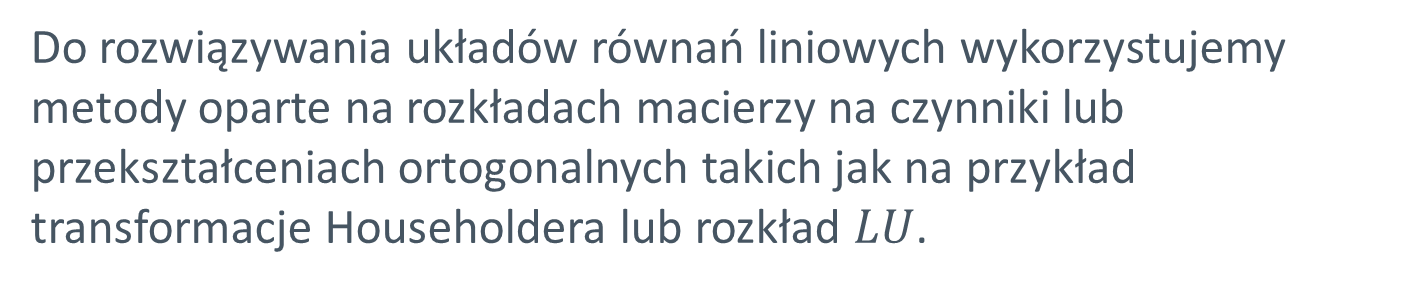 Do rozwiązywania układów równań liniowych wykorzystujemy
metody oparte na rozkładach macierzy na czynniki lub
przekształceniach ortogonalnych takich jak na przykład
transformacje Householdera lub rozkład LU.